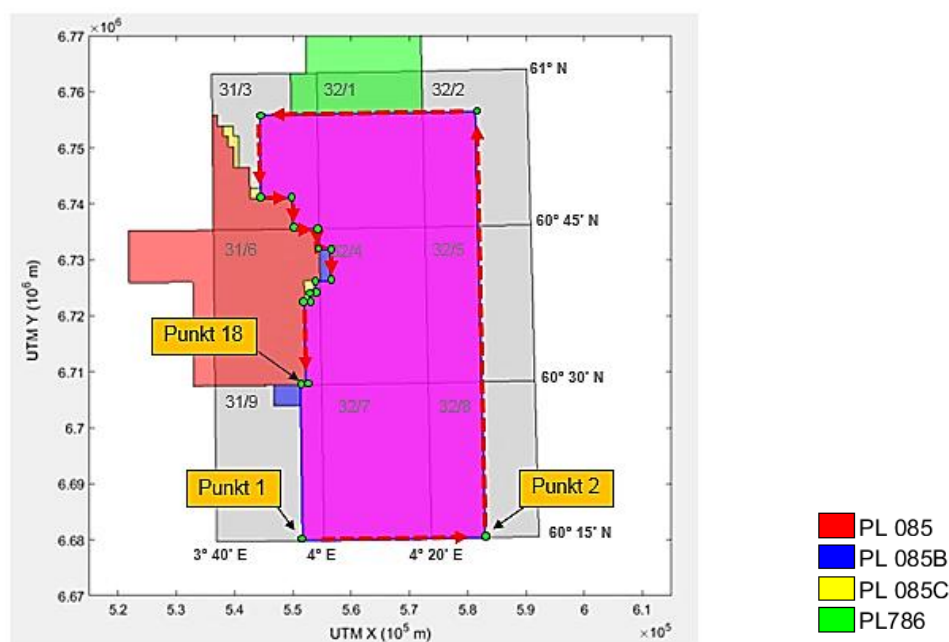 ×10⁶
6.77
6.76
6.75
6.74
6.73
6.72
6.71
6.7
6.69
6.68
6.67
UTM Y (10⁶ m)
31/3
32/1
32/2
61° N
60° 45' N
31/6
32/4
32/5
Punkt 18
60° 30' N
31/9
32/7
32/8
Punkt 1
Punkt 2
60° 15' N
3° 40' E
4° E
4° 20' E
5.2
5.3
5.4
5.5
5.6
5.7
5.8
5.9
6
6.1
×10⁵
UTM X (10⁵ m)
PL 085
PL 085B
PL 085C
PL786